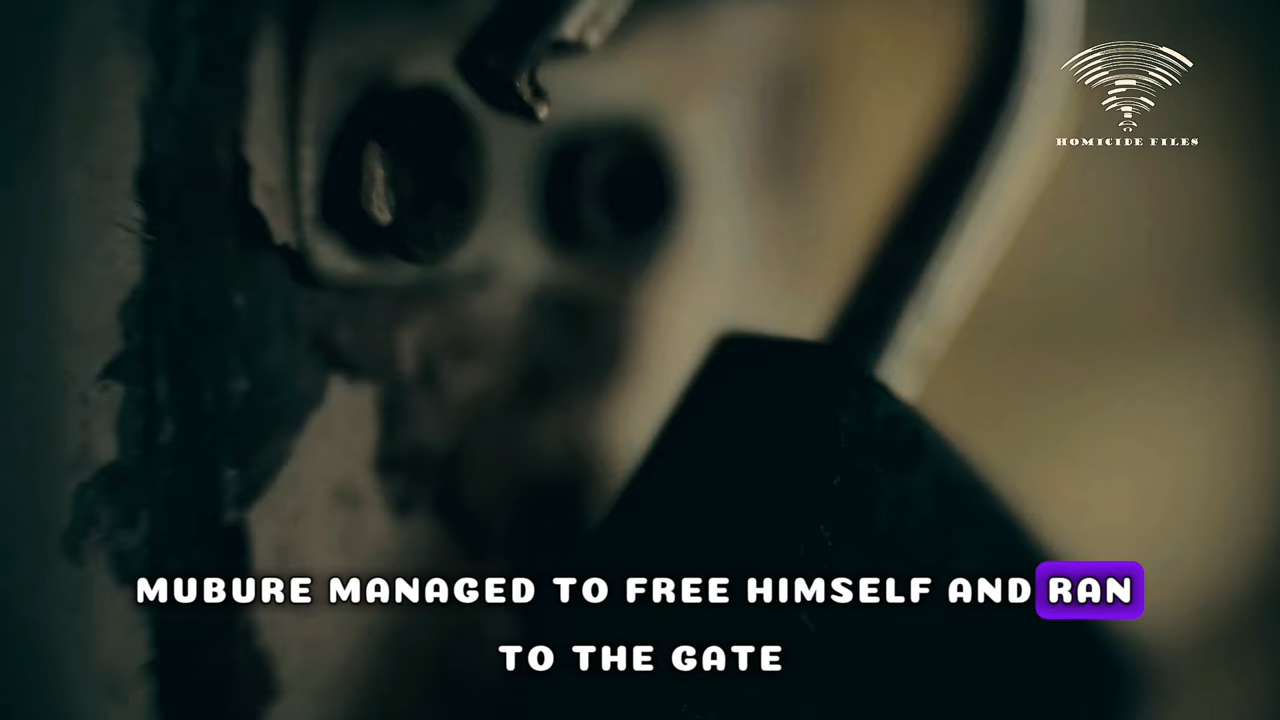 HOMICIDE FILES
MUBURE MANAGED TO FREE HIMSELF AND RAN
TO THE GATE